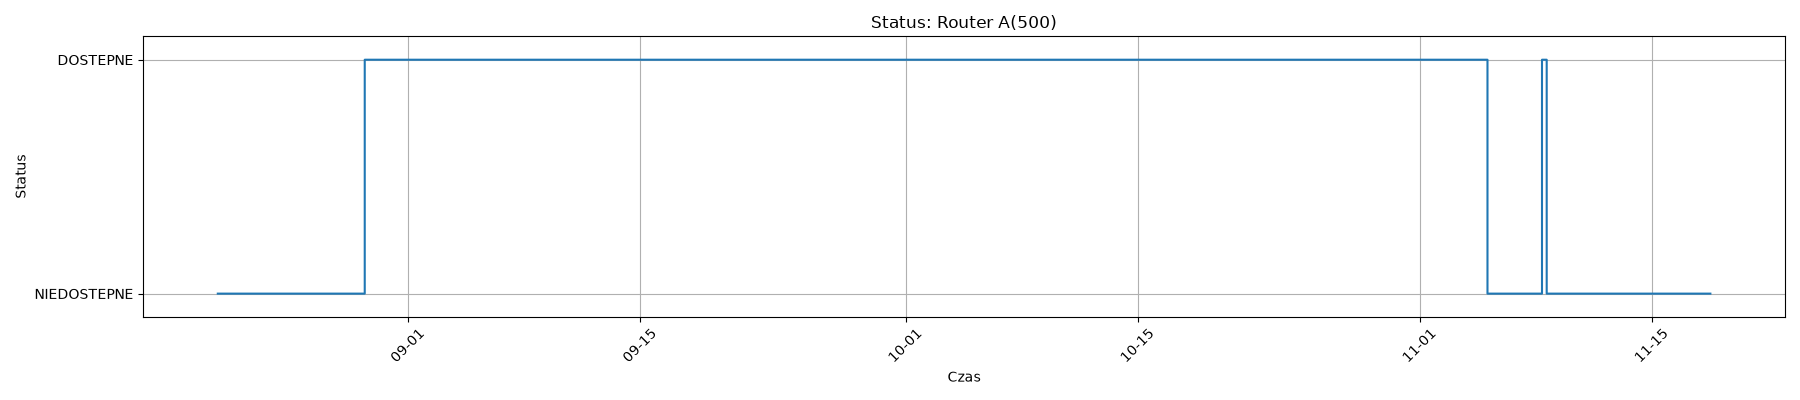 Status: Router A(500)
DOSTEPNE
NIEDOSTEPNE
Status
09-01
09-15
10-01
10-15
11-01
11-15
Czas